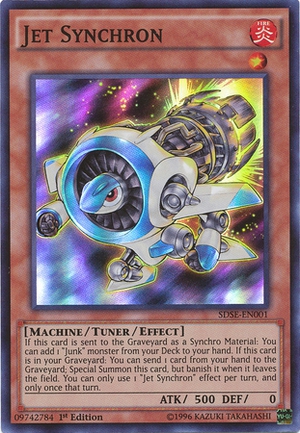 JET SYNCHRON
FIRE
炎
SDSE-EN001
[MACHINE/TUNER/EFFECT]
If this card is sent to the Graveyard as a Synchro Material: You
can add 1 "Junk" monster from your Deck to your hand. If this card
is in your Graveyard: You can send 1 card from your hand to the
Graveyard; Special Summon this card, but banish it when it leaves
the field. You can only use 1 "Jet Synchron" effect per turn, and
only once that turn.
ATK/ 500 DEF/ 0
09742784 1st Edition ©1996 KAZUKI TAKAHASHI